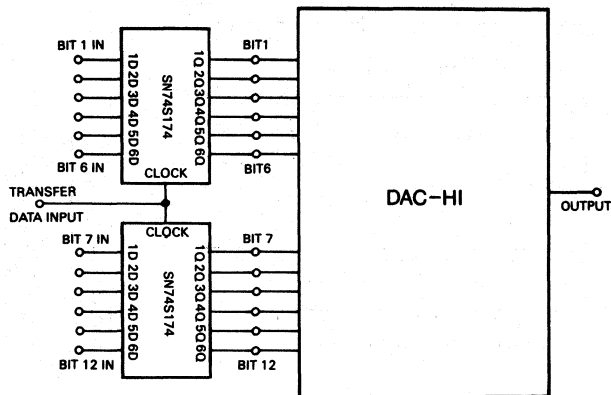 BIT 1 IN
1D 2D 3D 4D 5D 6D
SN74S174
1Q 2Q 3Q 4Q 5Q 6Q
BIT1
BIT 6 IN
CLOCK
BIT6
TRANSFER
DATA INPUT
DAC-HI
OUTPUT
CLOCK
BIT 7 IN
1D 2D 3D 4D 5D 6D
SN74S174
1Q 2Q 3Q 4Q 5Q 6Q
BIT 7
BIT 12 IN
BIT 12